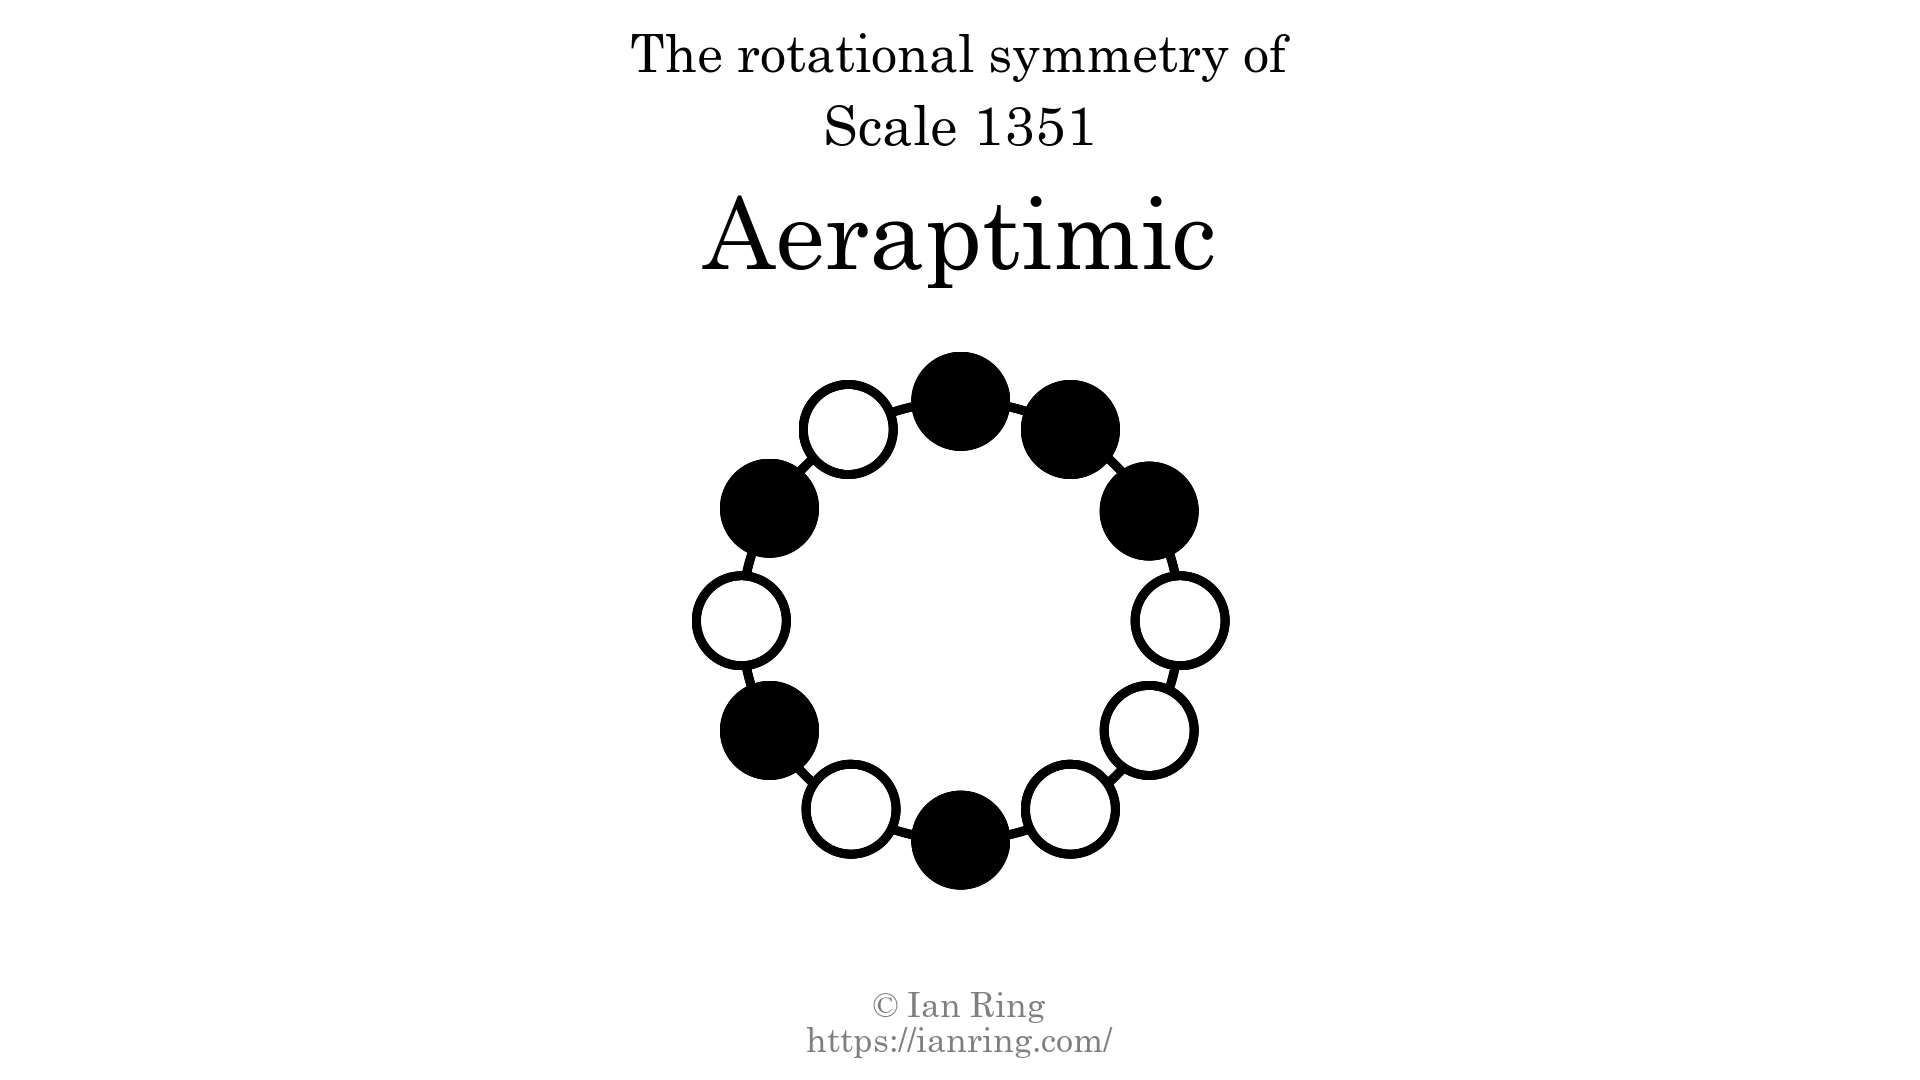 The rotational symmetry of
Scale 1351
Aeraptimic
© Ian Ring
https://ianring.com/